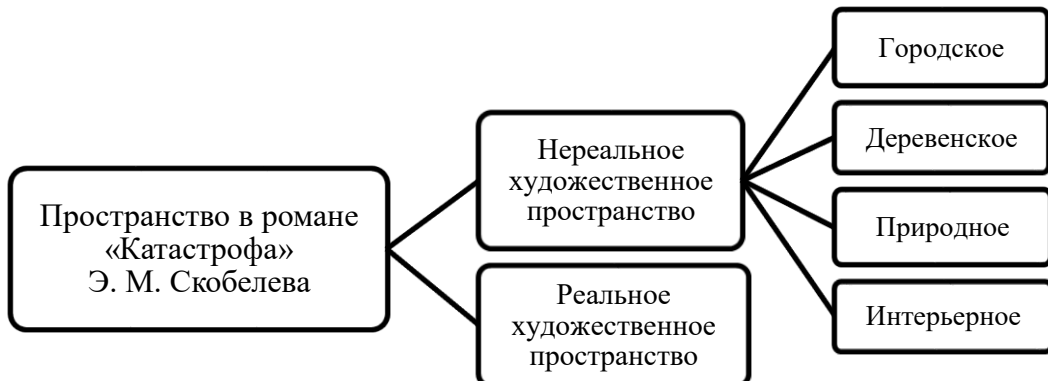 Пространство в романе
«Катастрофа»
Э. М. Скобелева
Нереальное
художественное
пространство
Реальное
художественное
пространство
Городское
Деревенское
Природное
Интерьерное